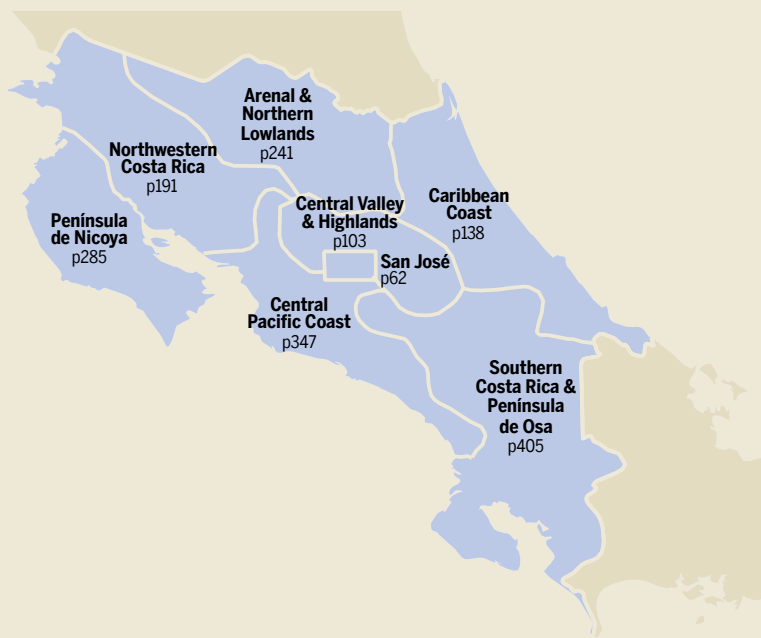 Arenal &
Northern
Lowlands
p241
Northwestern
Costa Rica
p191
Central Valley
& Highlands
p103
Caribbean
Coast
p138
Península
de Nicoya
p285
San José
p62
Central
Pacific Coast
p347
Southern
Costa Rica &
Península
de Osa
p405